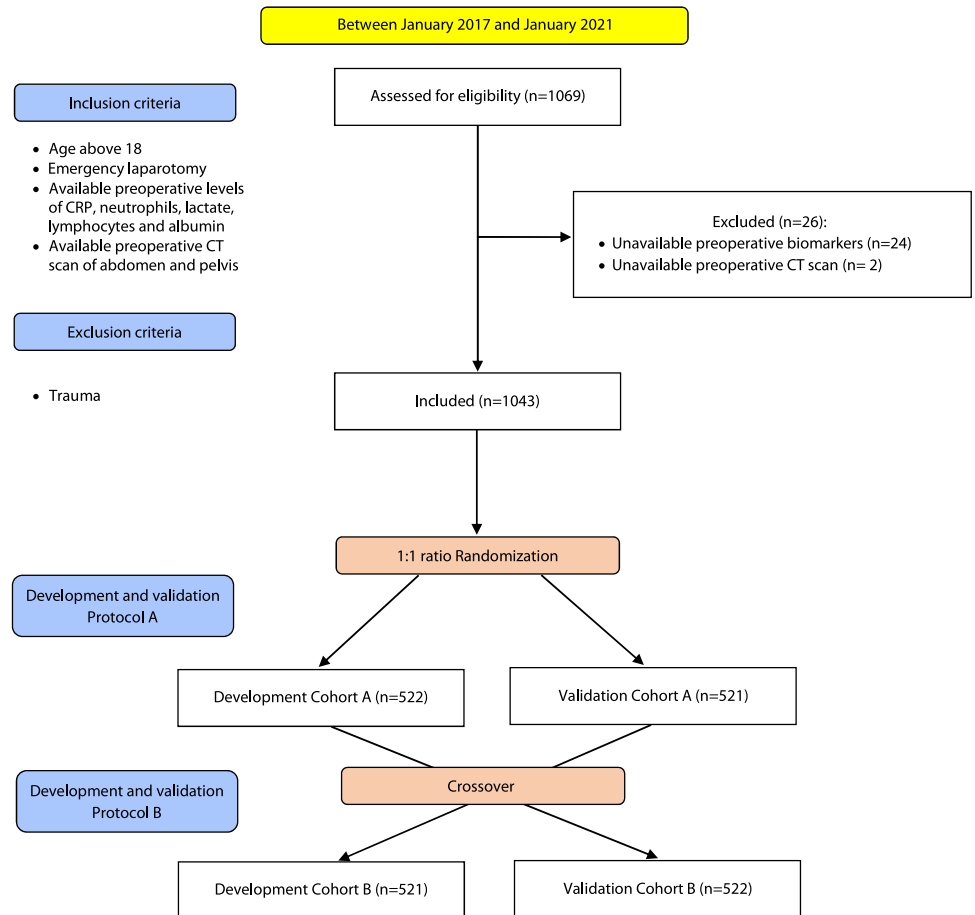 Between January 2017 and January 2021
Assessed for eligibility (n=1069)
Inclusion criteria
• Age above 18
• Emergency laparotomy
• Available preoperative levels
of CRP, neutrophils, lactate,
lymphocytes and albumin
• Available preoperative CT
scan of abdomen and pelvis
Excluded (n=26):
• Unavailable preoperative biomarkers (n=24)
• Unavailable preoperative CT scan (n= 2)
Exclusion criteria
• Trauma
Included (n=1043)
1:1 ratio Randomization
Development and validation
Protocol A
Development Cohort A (n=522)
Validation Cohort A (n=521)
Development and validation
Protocol B
Crossover
Development Cohort B (n=521)
Validation Cohort B (n=522)